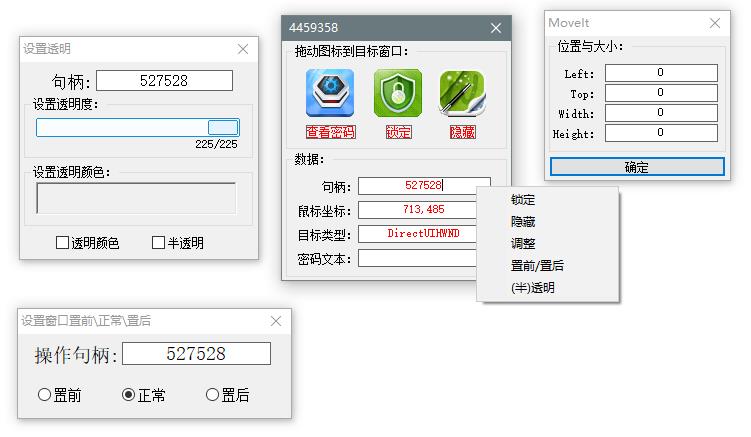 设置透明
句柄: 527528
设置透明度:
225/225
设置透明颜色:
透明颜色 半透明
4459358
拖动图标到目标窗口:
查看密码 锁定 隐藏
数据:
句柄: 527528
鼠标坐标: 713,485
目标类型: DirectUIHWND
密码文本:
锁定
隐藏
调整
置前/置后
(半)透明
MoveIt
位置与大小:
Left: 0
Top: 0
Width: 0
Height: 0
确定
设置窗口置前\正常\置后
操作句柄: 527528
置前 正常 置后